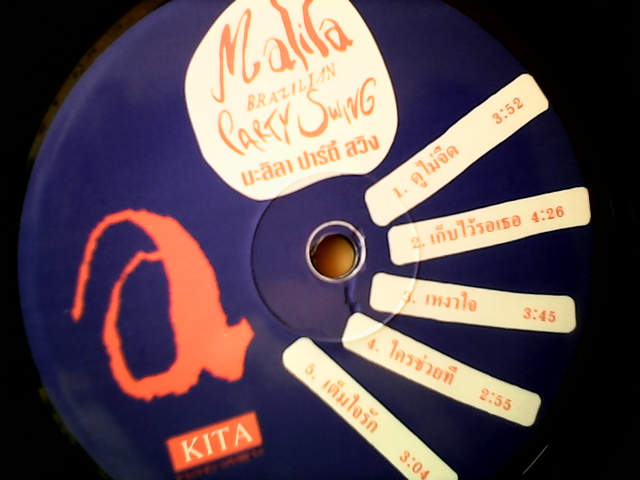 Malila
BRAZILIAN
PARTY SWING
มะลิลา ปาร์ตี้ สวิง
1. ดูไม่จืด 3:52
2. เก็บไว้รอเธอ 4:26
3. เหงาใจ 3:45
4. ใครช่วยที 2:55
5. เต็มใจรัก 3:04
a
KITA